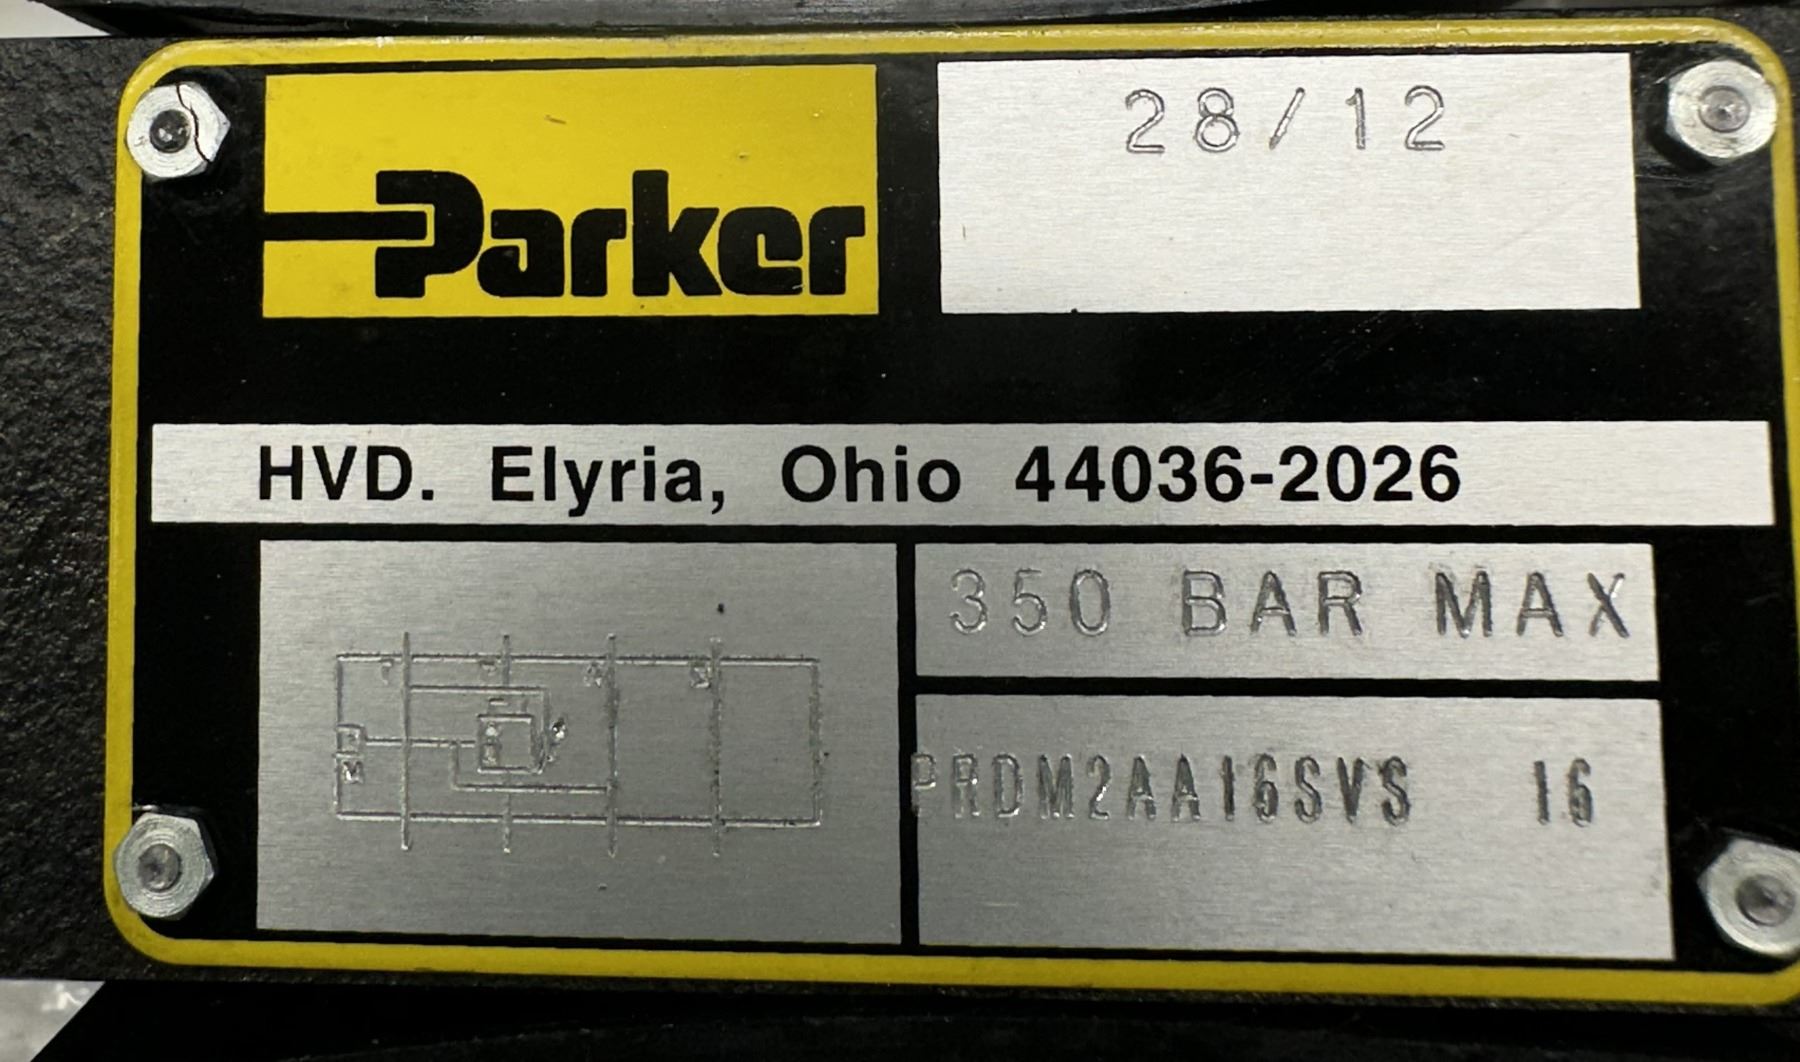 Parker
28/12
HVD. Elyria, Ohio 44036-2026
350 BAR MAX
PRDM2AA16SVS 16
M